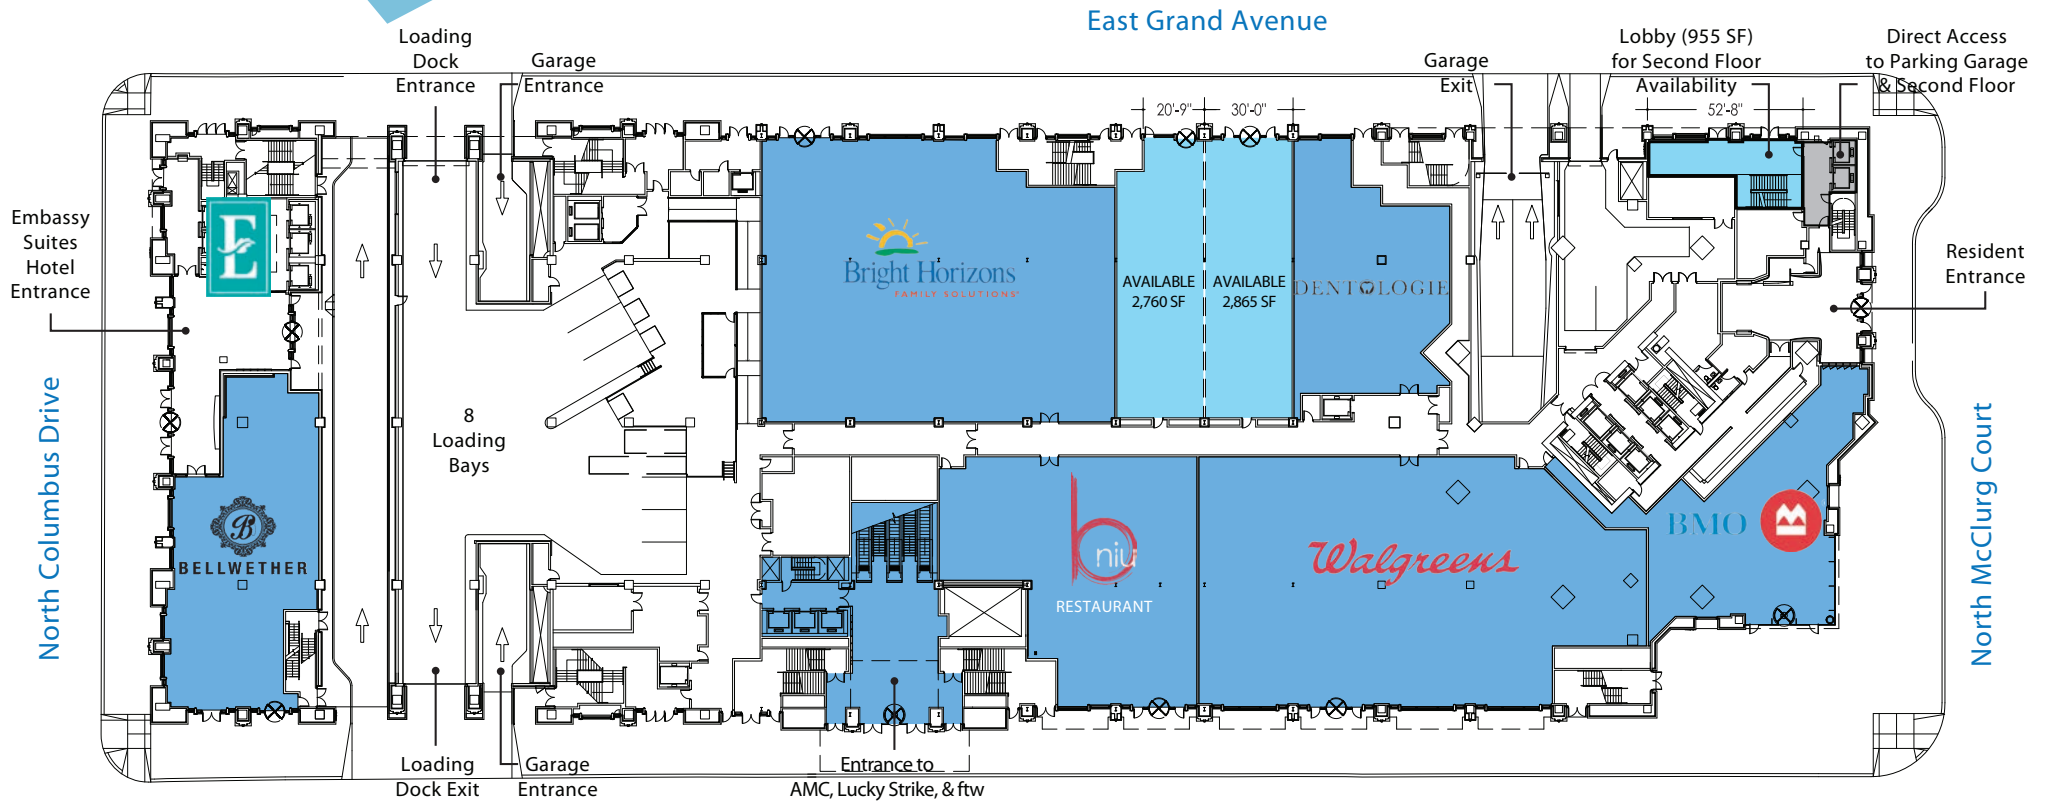 East Grand Avenue
Loading
Dock
Entrance
Garage
Entrance
Garage
Exit
Lobby (955 SF)
for Second Floor
Availability
Direct Access
to Parking Garage
& Second Floor
20'-9"
30'-0"
52'-8"
Embassy
Suites
Hotel
Entrance
E
Bright Horizons
FAMILY SOLUTIONS
AVAILABLE
2,760 SF
AVAILABLE
2,865 SF
DENTOLOGIE
Resident
Entrance
North Columbus Drive
8
Loading
Bays
B
BELLWETHER
b
niu
RESTAURANT
Walgreens
BMO
North McClurg Court
Loading
Dock Exit
Garage
Entrance
Entrance to
AMC, Lucky Strike, & ftw